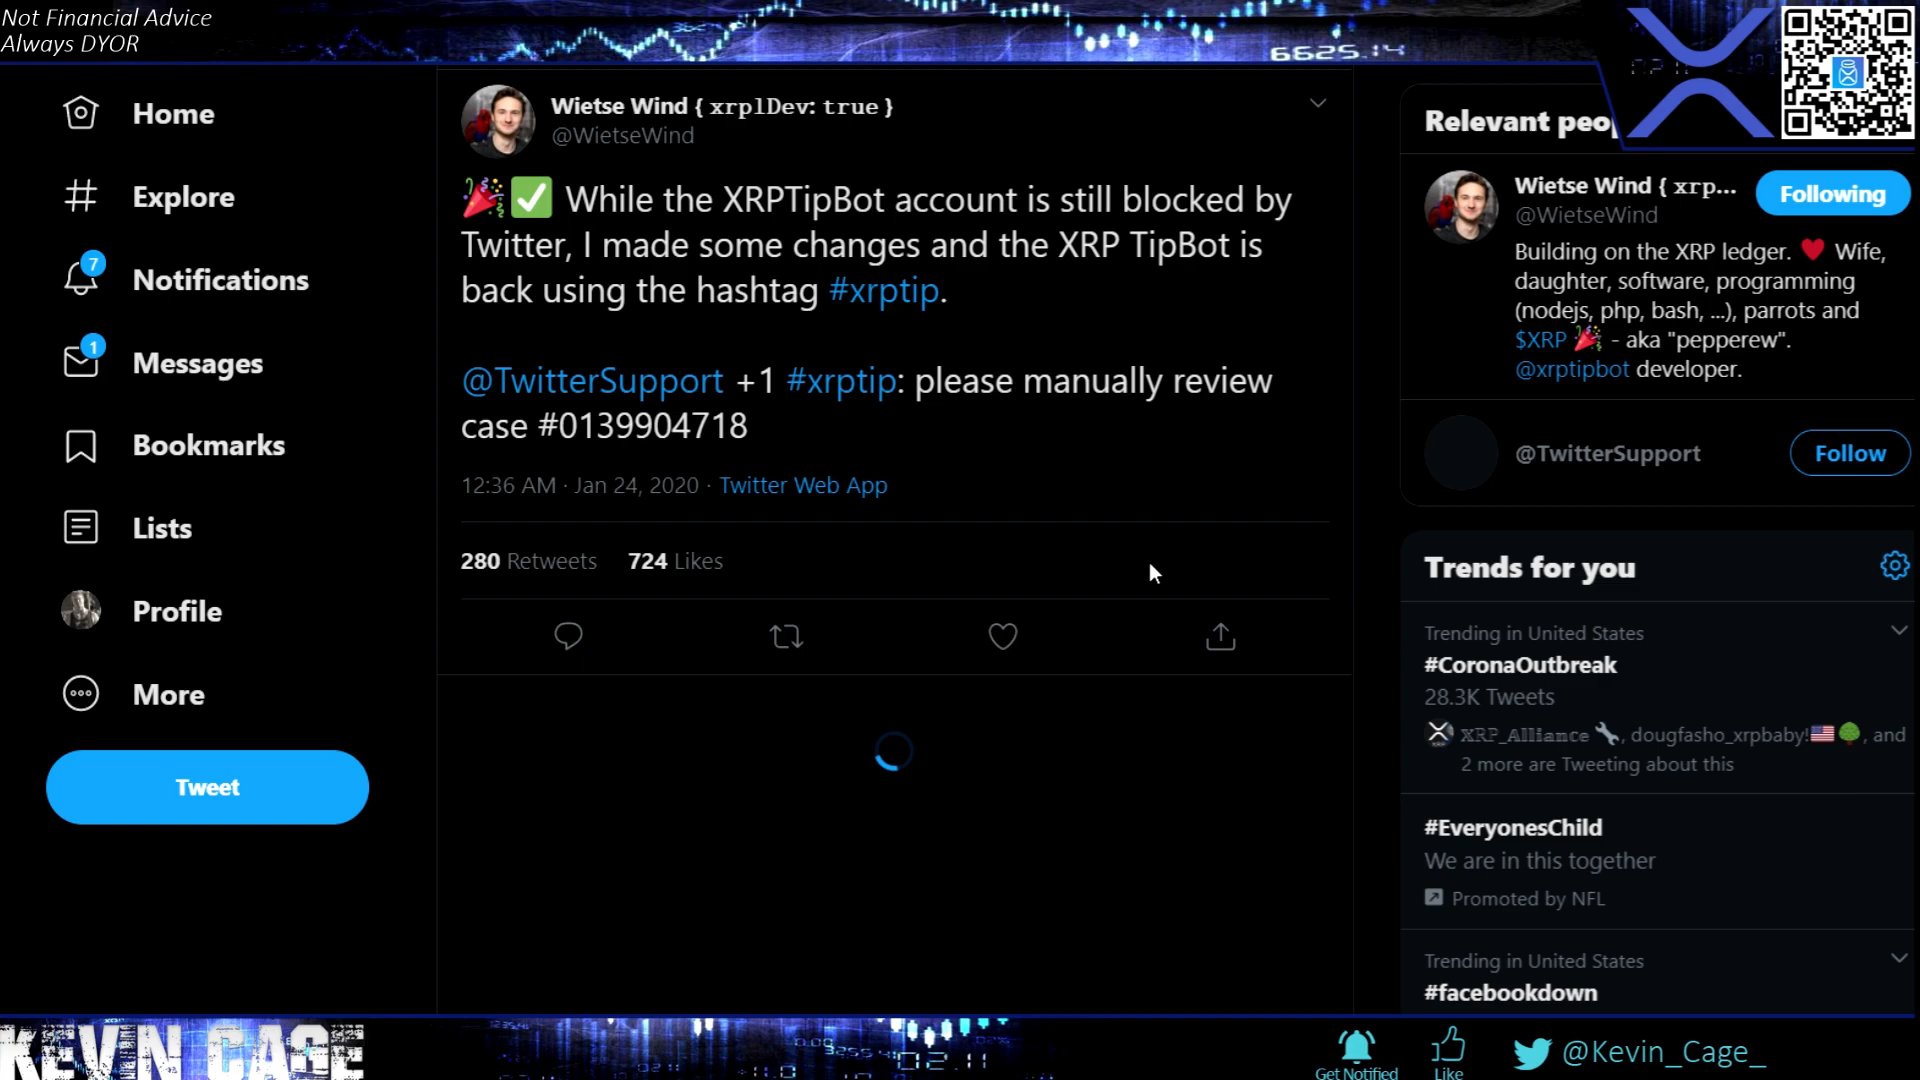 Not Financial Advice
Always DYOR
6625.14
Home
Explore
7
Notifications
1
Messages
Bookmarks
Lists
Profile
More
Tweet
Wietse Wind { xrplDev: true }
@WietseWind
🎉✅ While the XRPTipBot account is still blocked by
Twitter, I made some changes and the XRP TipBot is
back using the hashtag #xrptip.
@TwitterSupport +1 #xrptip: please manually review
case #0139904718
12:36 AM · Jan 24, 2020 · Twitter Web App
280 Retweets 724 Likes
Relevant peo
Wietse Wind { xrp...
Following
@WietseWind
Building on the XRP ledger. ♥ Wife,
daughter, software, programming
(nodejs, php, bash, ...), parrots and
$XRP 🎉 - aka "pepperew".
@xrptipbot developer.
@TwitterSupport
Follow
Trends for you
Trending in United States
#CoronaOutbreak
28.3K Tweets
XRP_Alliance 🔧, dougfasho_xrpbaby!🇺🇸🌳, and
2 more are Tweeting about this
#EveryonesChild
We are in this together
Promoted by NFL
Trending in United States
#facebookdown
KEVIN CAGE
02.11
Get Notified
Like
@Kevin_Cage_